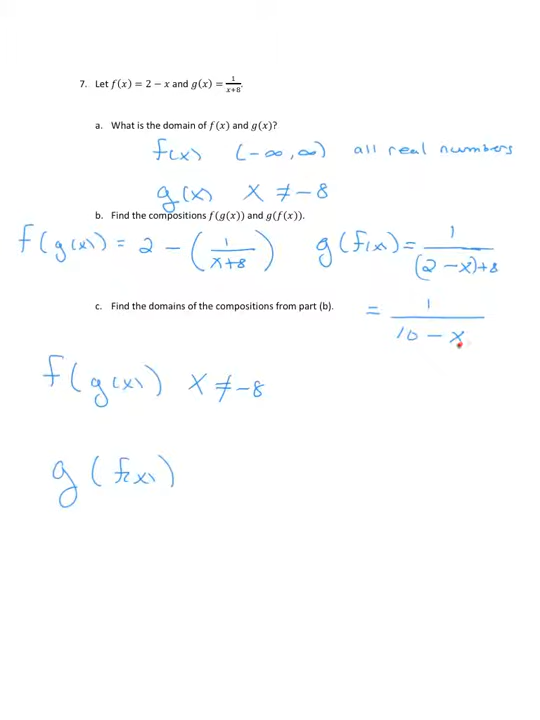 7. Let f(x) = 2 − x and g(x) = 1/(x+8).
a. What is the domain of f(x) and g(x)?
f(x) (−∞, ∞) all real numbers
g(x) x ≠ −8
b. Find the compositions f(g(x)) and g(f(x)).
f(g(x)) = 2 − (1/(x+8)) g(f(x)) = 1/((2 − x)+8)
c. Find the domains of the compositions from part (b).
= 1/(10 − x)
f(g(x)) x ≠ −8
g(f(x))